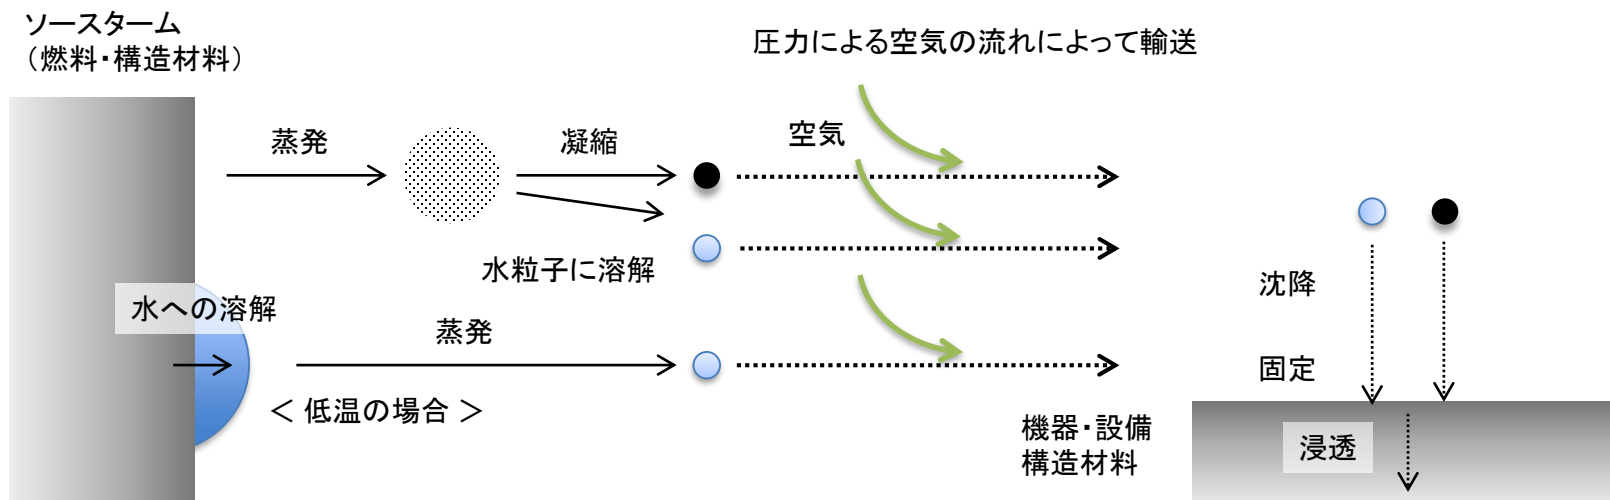 ソースターム
（燃料・構造材料）
圧力による空気の流れによって輸送
蒸発
凝縮
空気
水粒子に溶解
水への溶解
蒸発
＜ 低温の場合 ＞
沈降
固定
機器・設備
構造材料
浸透